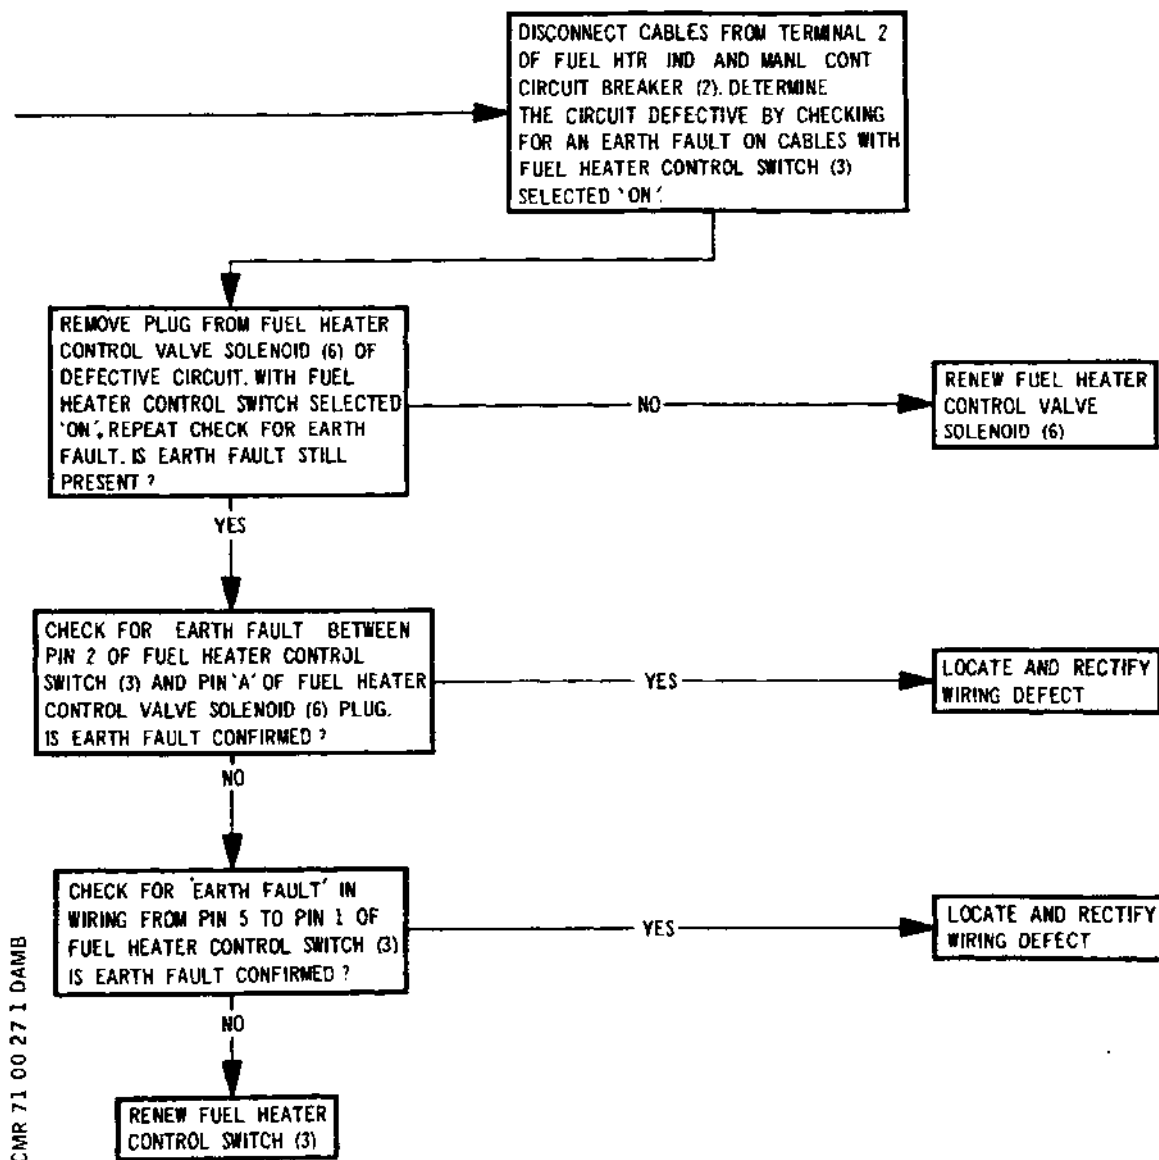 DISCONNECT CABLES FROM TERMINAL 2
OF FUEL HTR IND AND MANL CONT
CIRCUIT BREAKER (2). DETERMINE
THE CIRCUIT DEFECTIVE BY CHECKING
FOR AN EARTH FAULT ON CABLES WITH
FUEL HEATER CONTROL SWITCH (3)
SELECTED 'ON'.
REMOVE PLUG FROM FUEL HEATER
CONTROL VALVE SOLENOID (6) OF
DEFECTIVE CIRCUIT. WITH FUEL
HEATER CONTROL SWITCH SELECTED
'ON', REPEAT CHECK FOR EARTH
FAULT. IS EARTH FAULT STILL
PRESENT ?
NO
RENEW FUEL HEATER
CONTROL VALVE
SOLENOID (6)
YES
CHECK FOR EARTH FAULT BETWEEN
PIN 2 OF FUEL HEATER CONTROL
SWITCH (3) AND PIN 'A' OF FUEL HEATER
CONTROL VALVE SOLENOID (6) PLUG.
IS EARTH FAULT CONFIRMED ?
YES
LOCATE AND RECTIFY
WIRING DEFECT
NO
CHECK FOR 'EARTH FAULT' IN
WIRING FROM PIN 5 TO PIN 1 OF
FUEL HEATER CONTROL SWITCH (3)
IS EARTH FAULT CONFIRMED ?
YES
LOCATE AND RECTIFY
WIRING DEFECT
NO
RENEW FUEL HEATER
CONTROL SWITCH (3)
CMR 71 00 27 1 DAMB